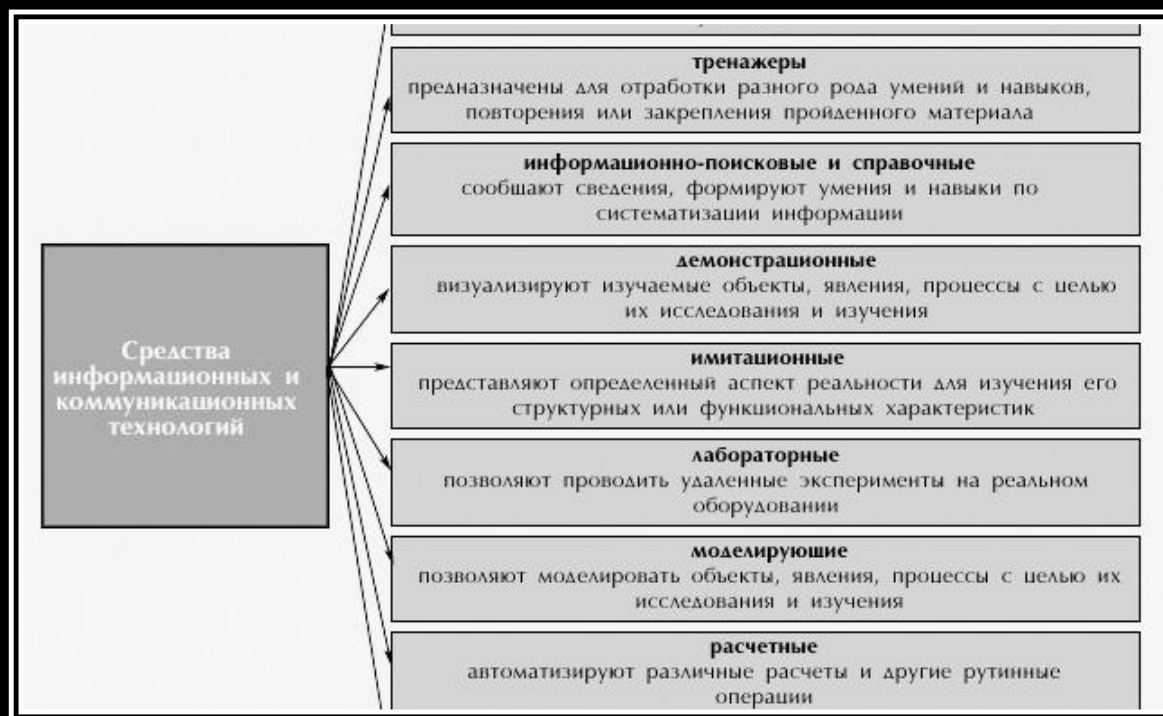 тренажеры
предназначены для отработки разного рода умений и навыков,
повторения или закрепления пройденного материала
информационно-поисковые и справочные
сообщают сведения, формируют умения и навыки по
систематизации информации
демонстрационные
визуализируют изучаемые объекты, явления, процессы с целью
их исследования и изучения
Средства
информационных и
коммуникационных
технологий
имитационные
представляют определенный аспект реальности для изучения его
структурных или функциональных характеристик
лабораторные
позволяют проводить удаленные эксперименты на реальном
оборудовании
моделирующие
позволяют моделировать объекты, явления, процессы с целью их
исследования и изучения
расчетные
автоматизируют различные расчеты и другие рутинные
операции